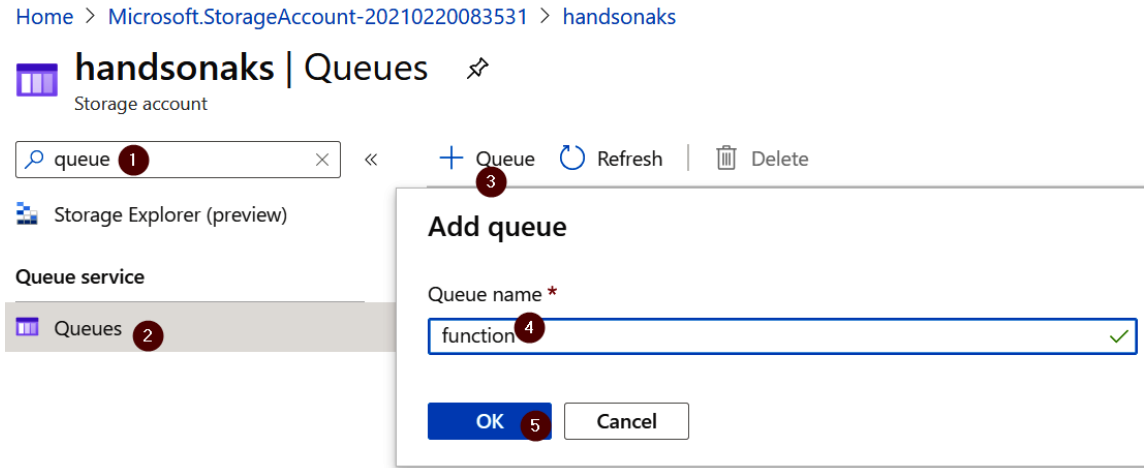 Home > Microsoft.StorageAccount-20210220083531 > handsonaks
handsonaks | Queues
Storage account
queue 1
+ Queue Refresh Delete
3
Storage Explorer (preview)
Add queue
Queue service
Queue name *
Queues 2
function 4
OK 5 Cancel